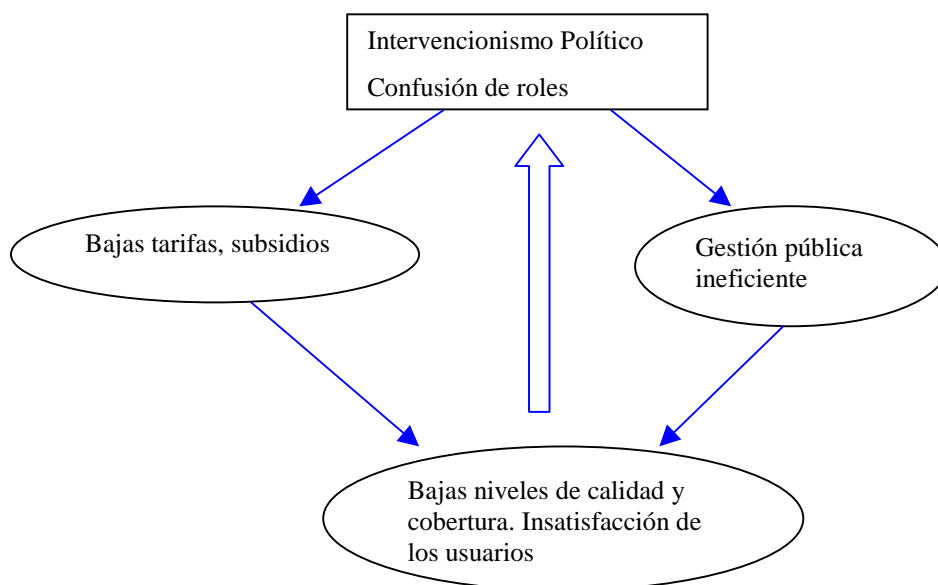 Intervencionismo Político
Confusión de roles
Bajas tarifas, subsidios
Gestión pública
ineficiente
Bajas niveles de calidad y
cobertura. Insatisfacción de
los usuarios